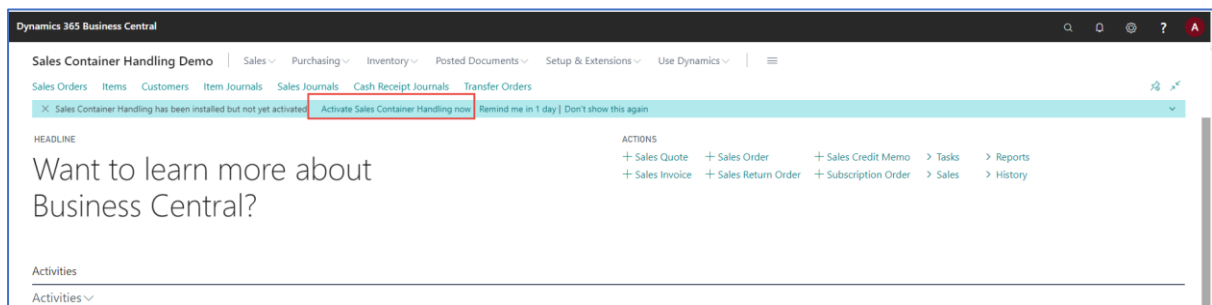 Dynamics 365 Business Central
? A
Sales Container Handling Demo Sales Purchasing Inventory Posted Documents Setup & Extensions Use Dynamics
Sales Orders Items Customers Item Journals Sales Journals Cash Receipt Journals Transfer Orders
Sales Container Handling has been installed but not yet activated Activate Sales Container Handling now Remind me in 1 day | Don't show this again
HEADLINE
Want to learn more about
Business Central?
ACTIONS
+ Sales Quote + Sales Order + Sales Credit Memo > Tasks > Reports
+ Sales Invoice + Sales Return Order + Subscription Order > Sales > History
Activities
Activities